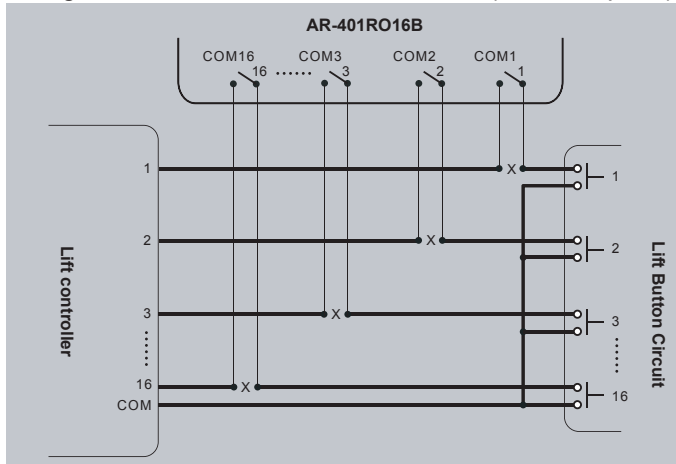 AR-401RO16B
COM16 COM3 COM2 COM1
16 ...... 3 2 1
1 X 1
2 X 2
3 X 3
16 X 16
COM
Lift controller
Lift Button Circuit